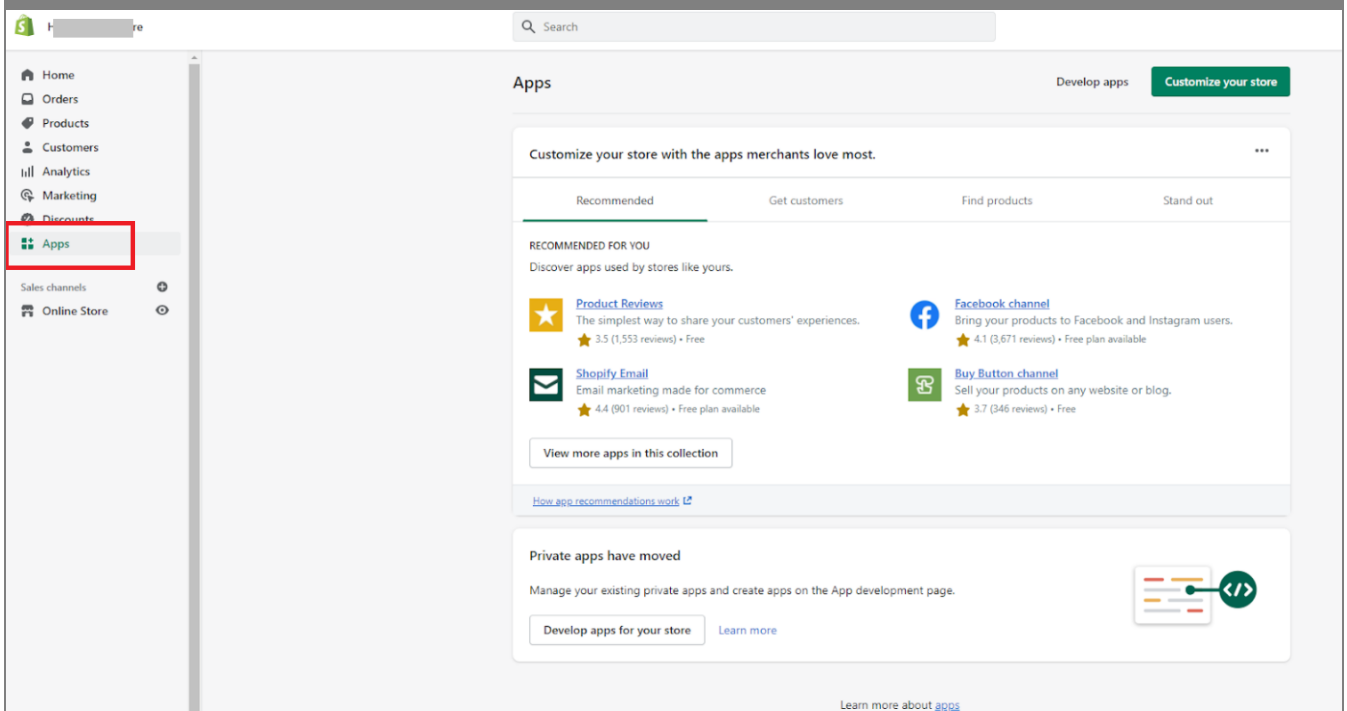 H re
Search
Home
Orders
Products
Customers
Analytics
Marketing
Discounts
Apps
Sales channels
Online Store
Apps
Develop apps
Customize your store
Customize your store with the apps merchants love most.
Recommended
Get customers
Find products
Stand out
RECOMMENDED FOR YOU
Discover apps used by stores like yours.
Product Reviews
The simplest way to share your customers' experiences.
3.5 (1,553 reviews) • Free
Facebook channel
Bring your products to Facebook and Instagram users.
4.1 (3,671 reviews) • Free plan available
Shopify Email
Email marketing made for commerce
4.4 (901 reviews) • Free plan available
Buy Button channel
Sell your products on any website or blog.
3.7 (346 reviews) • Free
View more apps in this collection
How app recommendations work
Private apps have moved
Manage your existing private apps and create apps on the App development page.
Develop apps for your store
Learn more
Learn more about apps